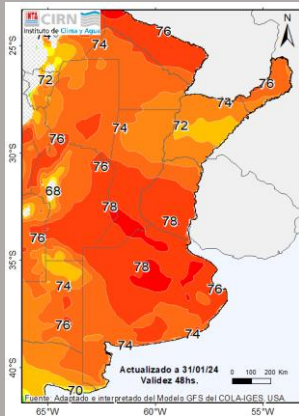 INTA CIRN
Instituto de Clima y Agua
N
76
74
25°S
72
76
74
74
72
76
30°S
76
68
78
78
76
35°S
78
74
76
76
74
74
Actualizado a 31/01/24
Validez 48hs.
0 100 200 Km
70
40°S
Fuente: Adaptado e interpretado del Modelo GFS del COLA-IGES, USA.
65°W 60°W 55°W